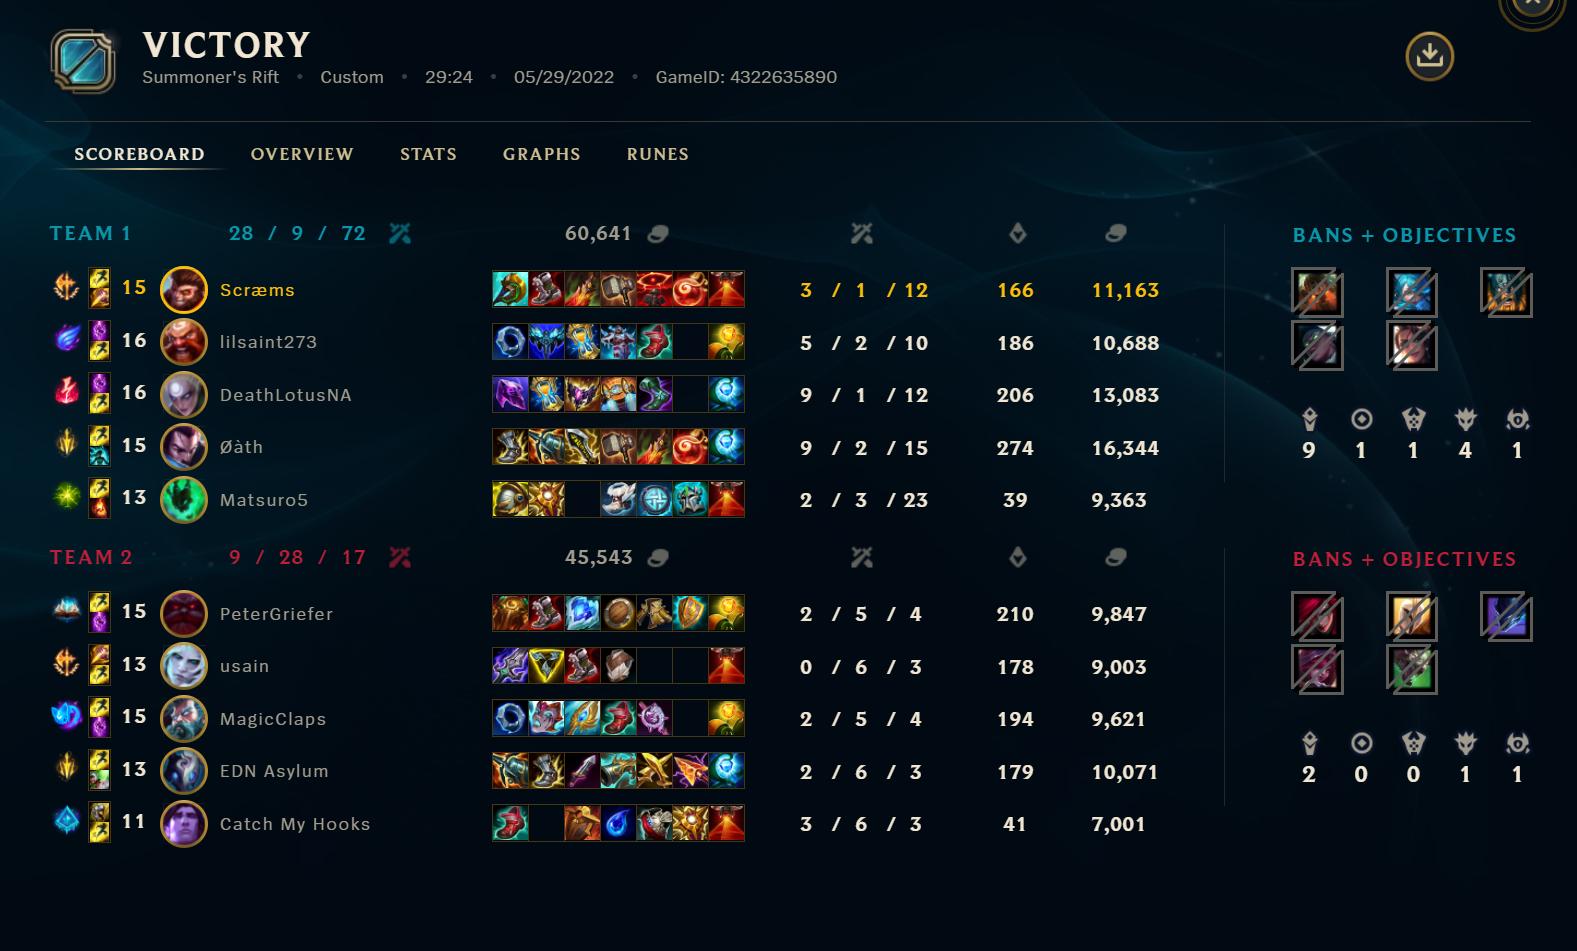 VICTORY
Summoner's Rift • Custom • 29:24 • 05/29/2022 • GameID: 4322635890
SCOREBOARD OVERVIEW STATS GRAPHS RUNES
TEAM 1 28 / 9 / 72 60,641 BANS + OBJECTIVES
15 Scræms 3 / 1 / 12 166 11,163
16 lilsaint273 5 / 2 / 10 186 10,688
16 DeathLotusNA 9 / 1 / 12 206 13,083
15 Øàth 9 / 2 / 15 274 16,344
9 1 1 4 1
13 Matsuro5 2 / 3 / 23 39 9,363
TEAM 2 9 / 28 / 17 45,543 BANS + OBJECTIVES
15 PeterGriefer 2 / 5 / 4 210 9,847
13 usain 0 / 6 / 3 178 9,003
15 MagicClaps 2 / 5 / 4 194 9,621
13 EDN Asylum 2 / 6 / 3 179 10,071
2 0 0 1 1
11 Catch My Hooks 3 / 6 / 3 41 7,001